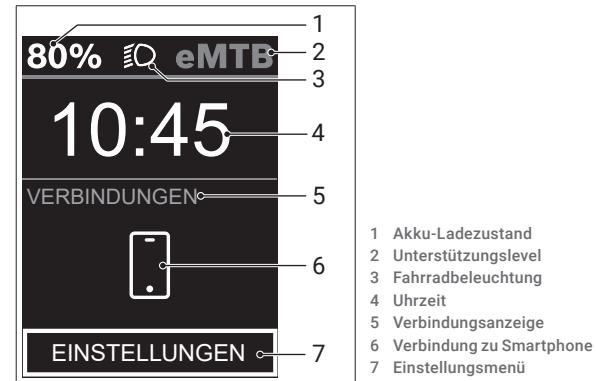 80% eMTB
10:45
VERBINDUNGEN
EINSTELLUNGEN
1
2
3
4
5
6
7
1 Akku-Ladezustand
2 Unterstützungslevel
3 Fahrradbeleuchtung
4 Uhrzeit
5 Verbindungsanzeige
6 Verbindung zu Smartphone
7 Einstellungsmenü